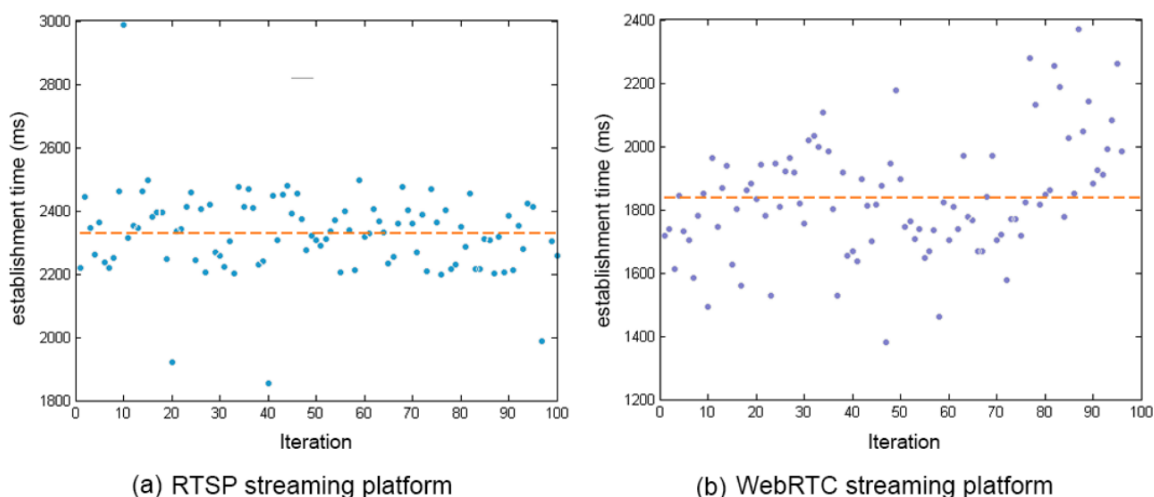 3000
2800
2600
2400
2200
2000
1800
0 10 20 30 40 50 60 70 80 90 100
establishment time (ms)
Iteration
(a) RTSP streaming platform
2400
2200
2000
1800
1600
1400
1200
0 10 20 30 40 50 60 70 80 90 100
establishment time (ms)
Iteration
(b) WebRTC streaming platform